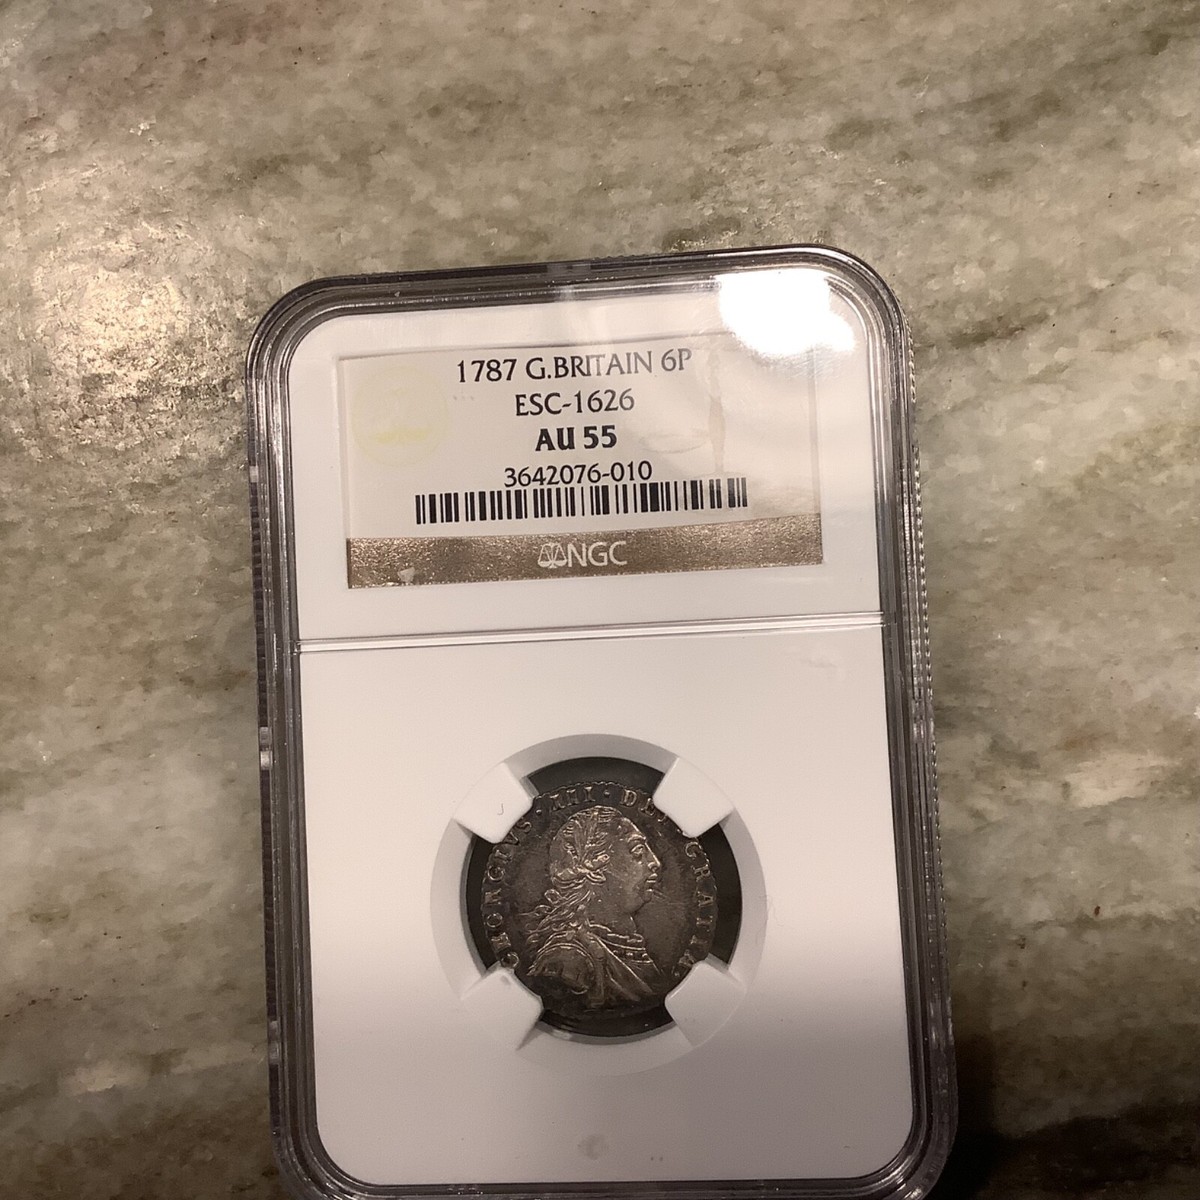 1787 G.BRITAIN 6P
ESC-1626
AU 55
3642076-010
NGC
GEORGIVS·III·DEI GRATIA·